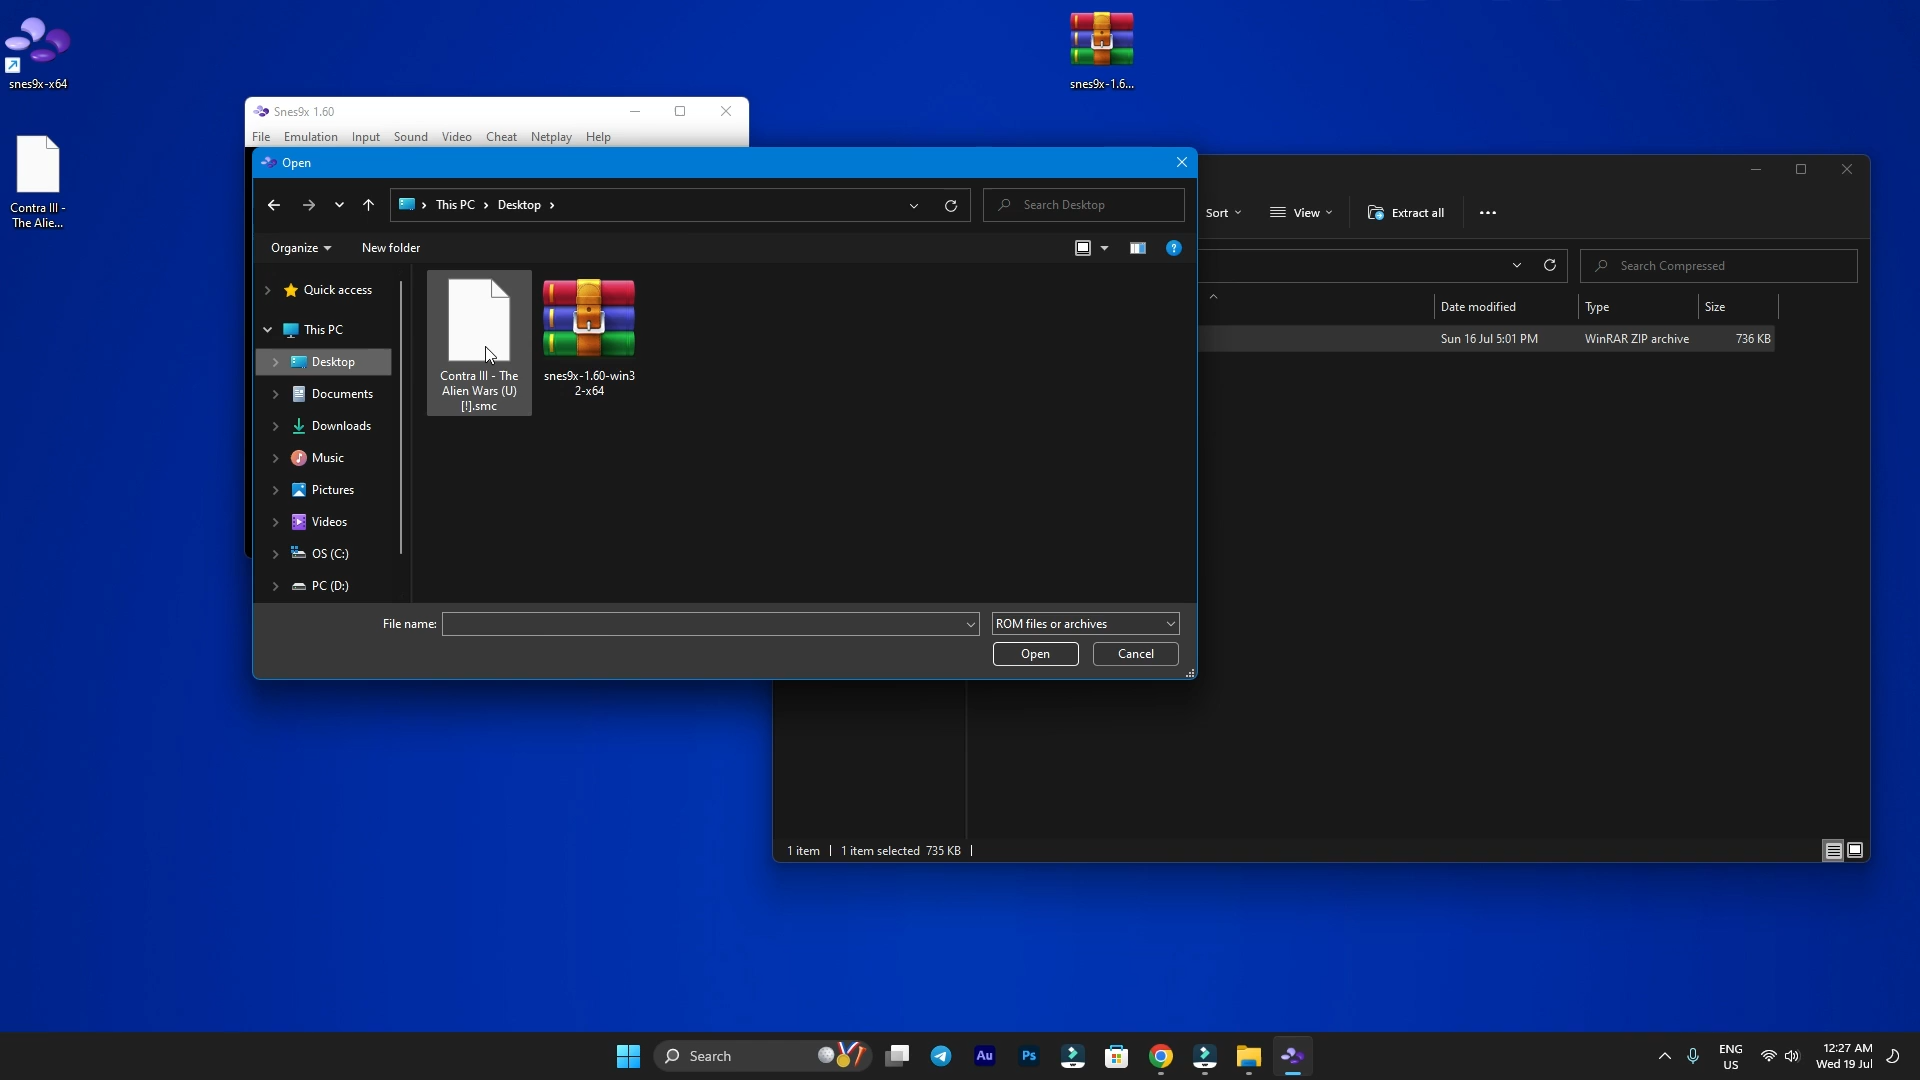 snes9x-x64
snes9x-1.6...
Contra III -
The Alie...
Snes9x 1.60
File Emulation Input Sound Video Cheat Netplay Help
Open
This PC Desktop
Search Desktop
Organize New folder
Quick access
This PC
Desktop
Documents
Downloads
Music
Pictures
Videos
OS (C:)
PC (D:)
Contra III - The
Alien Wars (U)
[!].smc
snes9x-1.60-win3
2-x64
File name:
ROM files or archives
Open Cancel
Sort View Extract all
Search Compressed
Date modified Type Size
Sun 16 Jul 5:01 PM WinRAR ZIP archive 736 KB
1 item 1 item selected 735 KB
Search
Au
Ps
ENG
US
12:27 AM
Wed 19 Jul